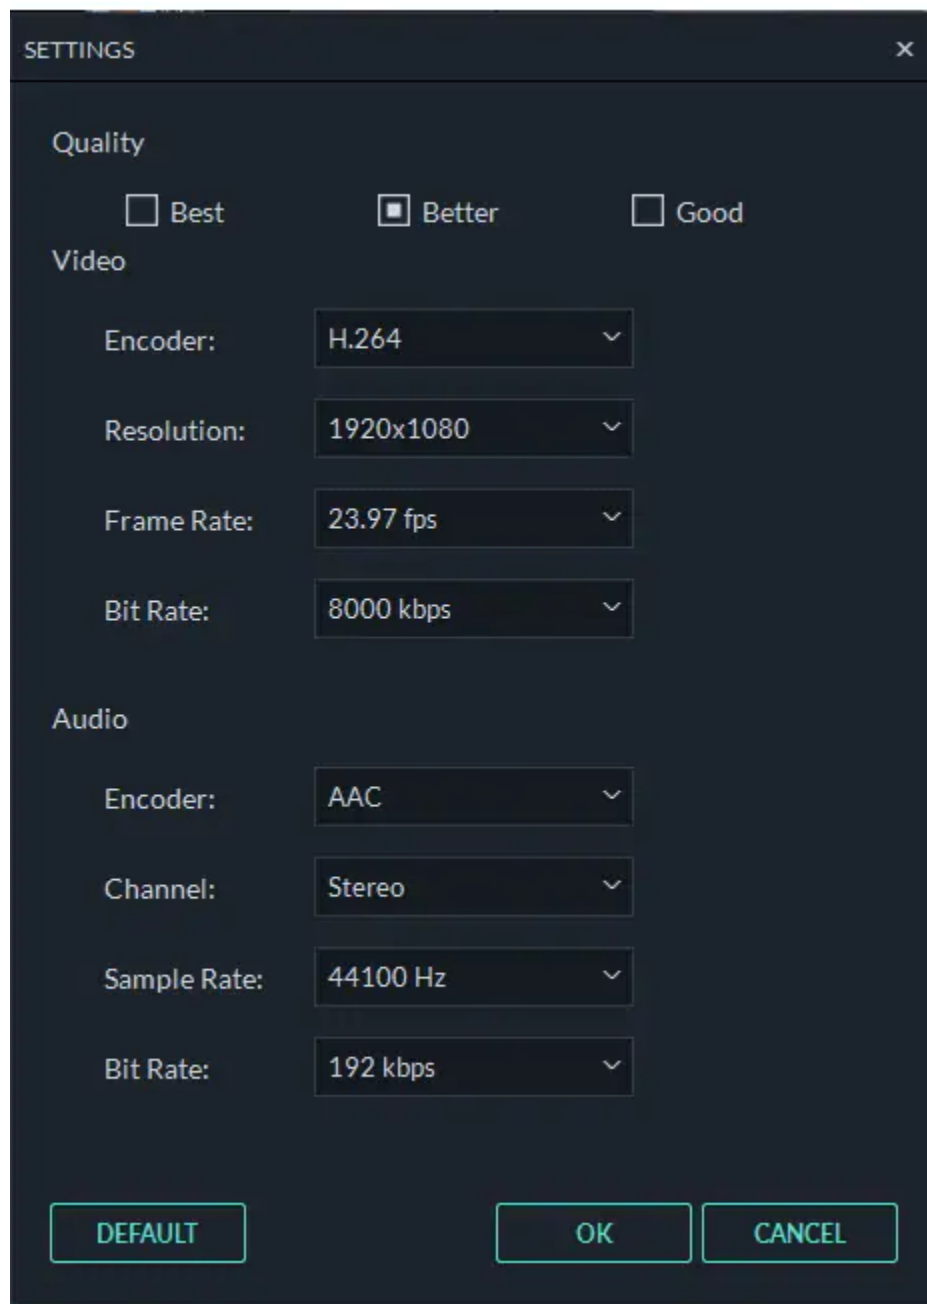 SETTINGS ×
Quality
Best Better Good
Video
Encoder: H.264
Resolution: 1920x1080
Frame Rate: 23.97 fps
Bit Rate: 8000 kbps
Audio
Encoder: AAC
Channel: Stereo
Sample Rate: 44100 Hz
Bit Rate: 192 kbps
DEFAULT OK CANCEL